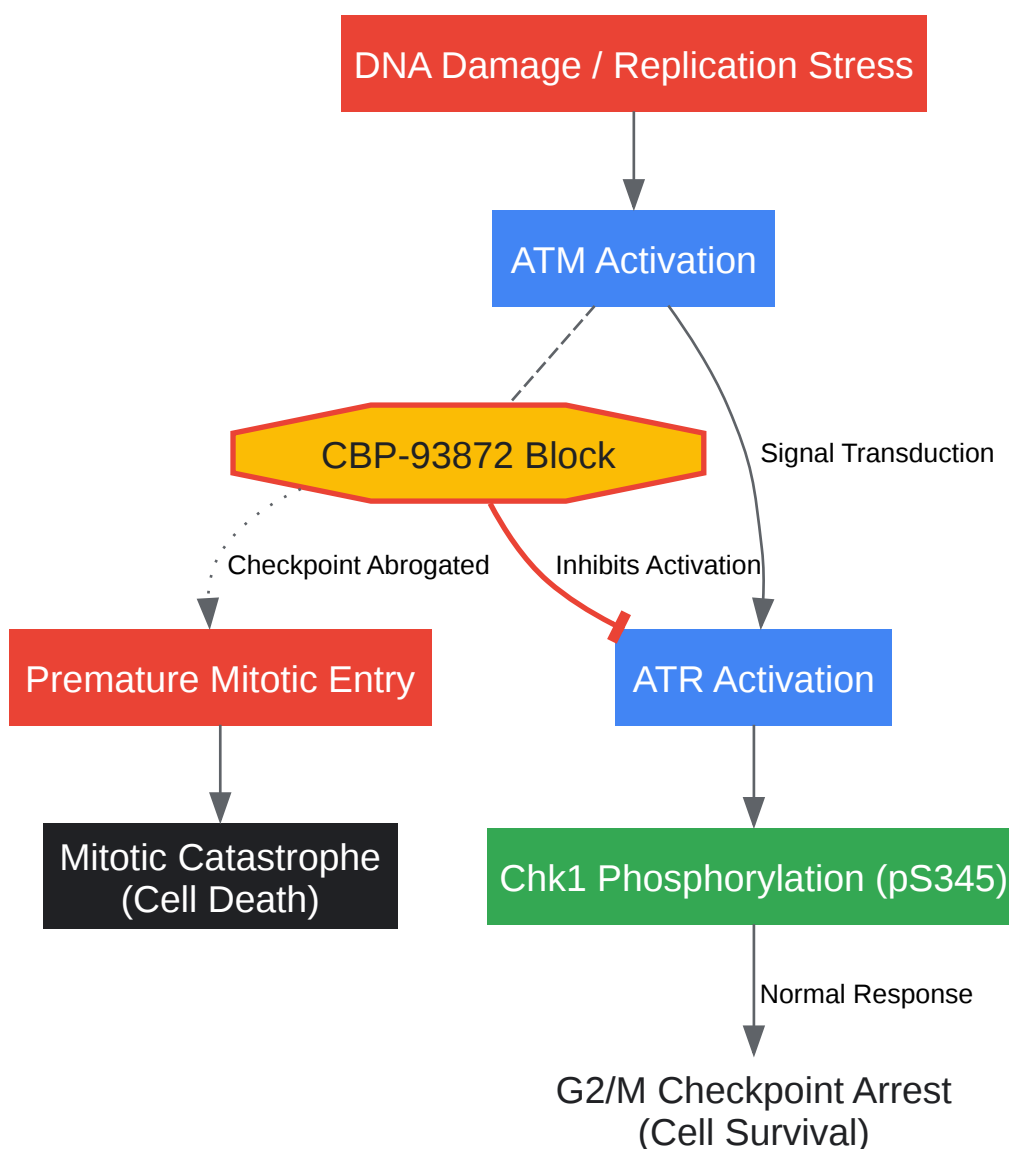 DNA Damage / Replication Stress
ATM Activation
CBP-93872 Block
Signal Transduction
Checkpoint Abrogated
Inhibits Activation
Premature Mitotic Entry
ATR Activation
Mitotic Catastrophe
(Cell Death)
Chk1 Phosphorylation (pS345)
Normal Response
G2/M Checkpoint Arrest
(Cell Survival)